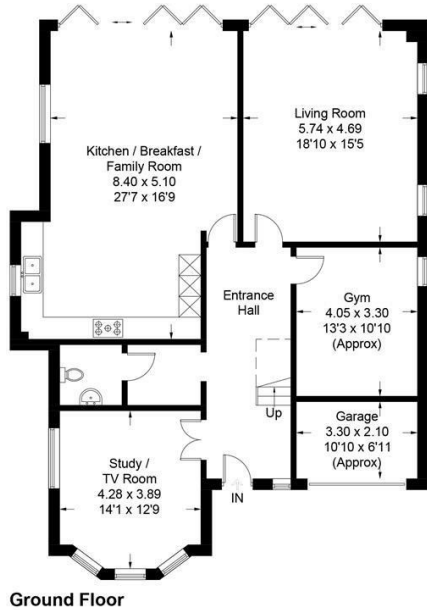 Living Room
5.74 x 4.69
18'10 x 15'5
Kitchen / Breakfast /
Family Room
8.40 x 5.10
27'7 x 16'9
Entrance
Hall
Gym
4.05 x 3.30
13'3 x 10'10
(Approx)
Up
Garage
3.30 x 2.10
10'10 x 6'11
(Approx)
Study /
TV Room
4.28 x 3.89
14'1 x 12'9
IN
Ground Floor